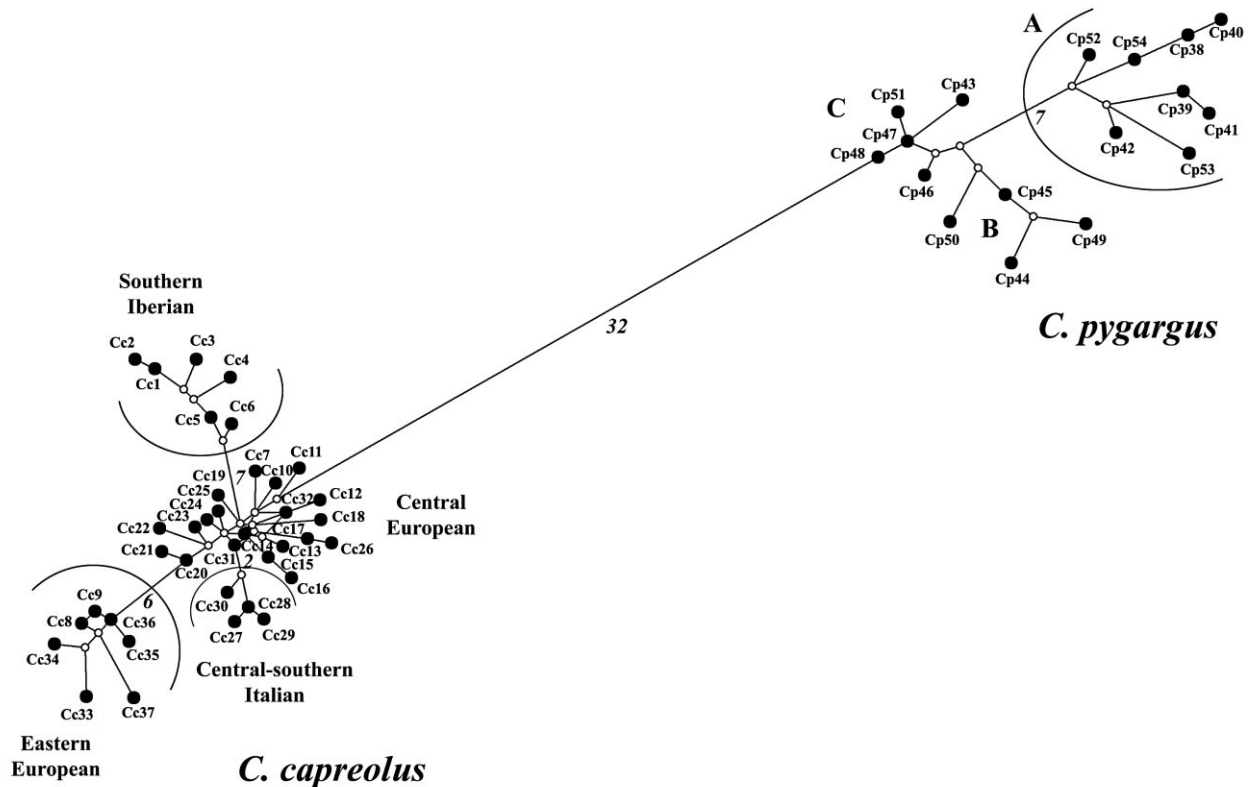 A
Cp52
Cp54
Cp38
Cp40
Cp39
Cp41
Cp42
Cp53
7
C
Cp51
Cp43
Cp47
Cp48
Cp46
Cp45
B
Cp50
Cp49
Cp44
C. pygargus
32
Southern
Iberian
Cc2
Cc3
Cc1
Cc4
Cc5
Cc6
7
Cc7
Cc11
Cc10
Cc19
Cc25
Cc32
Cc12
Cc24
Cc23
Cc18
Cc22
Cc17
Cc21
Cc31
Cc14
Cc13
Cc26
Cc20
Cc15
Cc16
Central
European
2
Cc30
Cc28
Cc27
Cc29
Central-southern
Italian
6
Cc9
Cc8
Cc36
Cc35
Cc34
Cc33
Cc37
Eastern
European
C. capreolus